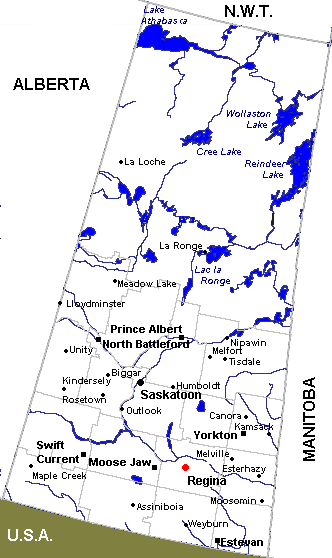 Lake
Athabasca
N.W.T.
ALBERTA
Wollaston
Lake
Cree Lake
Reindeer
Lake
La Loche
La Ronge
Lac la
Ronge
Meadow Lake
Lloydminster
Prince Albert
North Battleford
Nipawin
Melfort
Tisdale
Unity
Biggar
Kindersley
Humboldt
Saskatoon
Rosetown
Outlook
MANITOBA
Canora
Kamsack
Yorkton
Swift
Current
Moose Jaw
Melville
Esterhazy
Maple Creek
Regina
Moosomin
Assiniboia
Weyburn
U.S.A.
Estevan